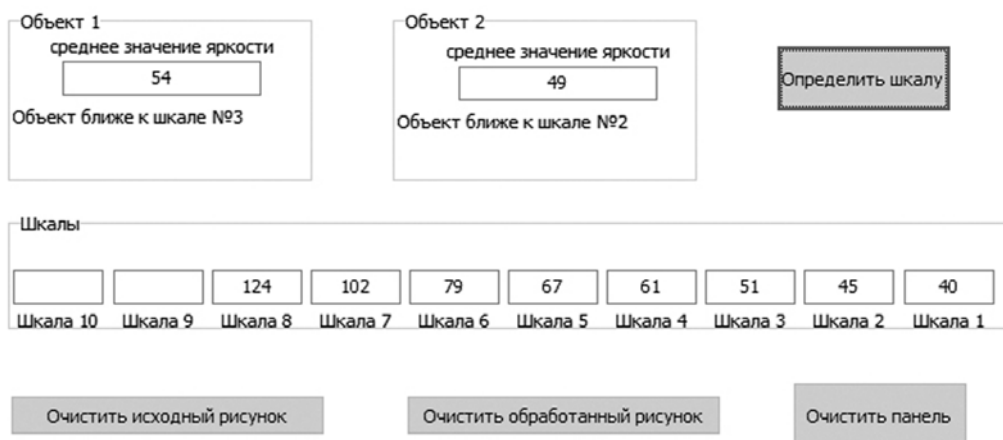 Объект 1
среднее значение яркости
54
Объект ближе к шкале №3
Объект 2
среднее значение яркости
49
Объект ближе к шкале №2
Определить шкалу
Шкалы
124 102 79 67 61 51 45 40
Шкала 10 Шкала 9 Шкала 8 Шкала 7 Шкала 6 Шкала 5 Шкала 4 Шкала 3 Шкала 2 Шкала 1
Очистить исходный рисунок Очистить обработанный рисунок Очистить панель